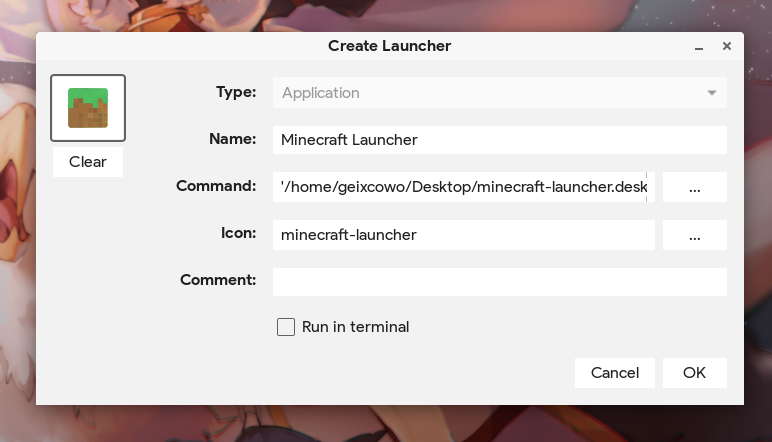 Create Launcher
Type: Application
Clear
Name: Minecraft Launcher
Command: '/home/geixcowo/Desktop/minecraft-launcher.desk ...
Icon: minecraft-launcher ...
Comment:
Run in terminal
Cancel OK